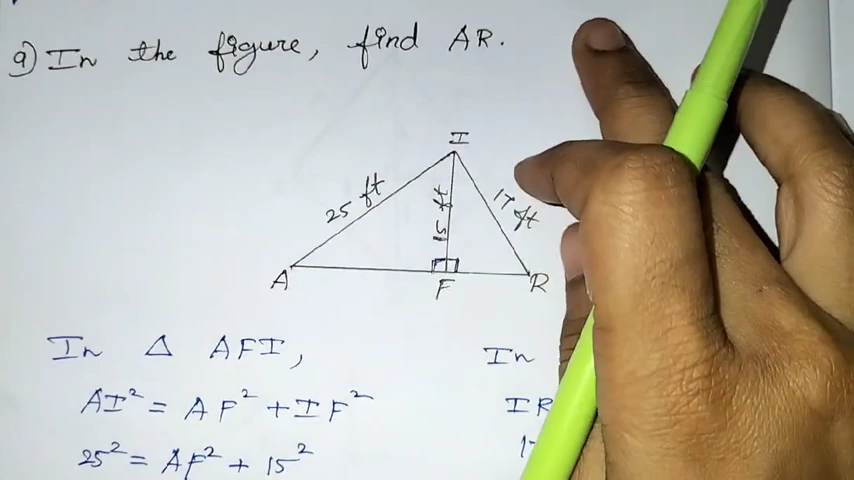 9) In the figure, find AR.
I
25 ft
15 ft
17 ft
A
F
R
In △ AFI,
AI² = AF² + IF²
25² = AF² + 15²
In
IR